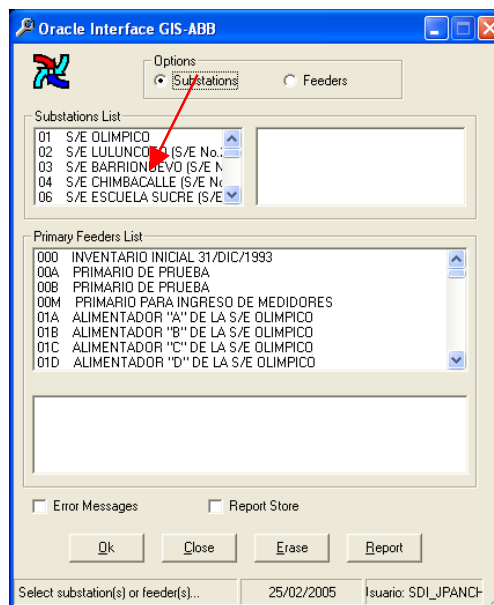 Oracle Interface GIS-ABB
Options
Substations Feeders
Substations List
01 S/E OLIMPICO
02 S/E LULUNCO (S/E No.
03 S/E BARRIONUEVO (S/E N
04 S/E CHIMBACALLE (S/E
06 S/E ESCUELA SUCRE (S/E
Primary Feeders List
000 INVENTARIO INICIAL 31/DIC/1993
00A PRIMARIO DE PRUEBA
00B PRIMARIO DE PRUEBA
00M PRIMARIO PARA INGRESO DE MEDIDORES
01A ALIMENTADOR "A" DE LA S/E OLIMPICO
01B ALIMENTADOR "B" DE LA S/E OLIMPICO
01C ALIMENTADOR "C" DE LA S/E OLIMPICO
01D ALIMENTADOR "D" DE LA S/E OLIMPICO
Error Messages Report Store
Ok Close Erase Report
Select substation(s) or feeder(s)... 25/02/2005 Isuario: SDI_JPANCH